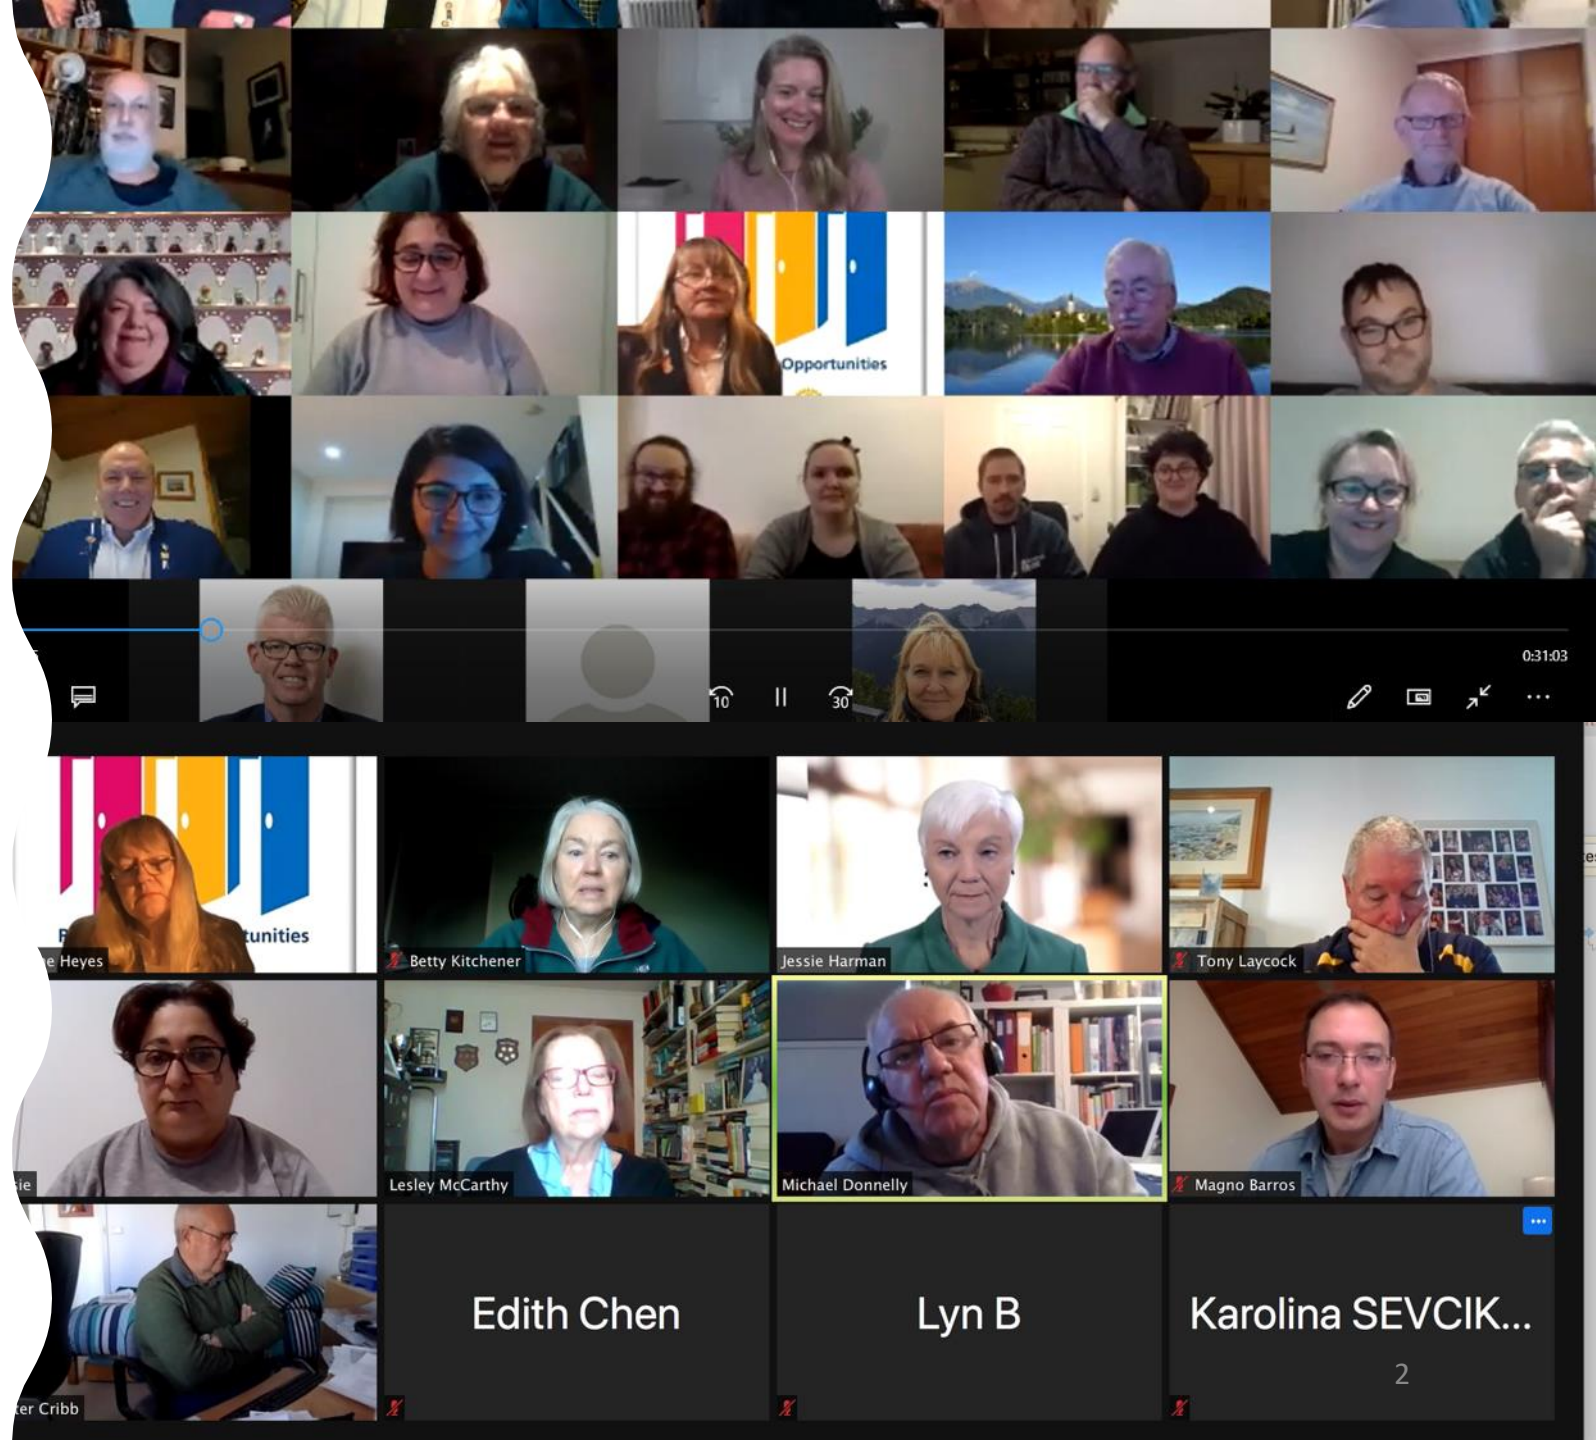 Opportunities
0:31:03
10
30
tunities
e Heyes
Betty Kitchener
Jessie Harman
Tony Laycock
sie
Lesley McCarthy
Michael Donnelly
Magno Barros
ter Cribb
Edith Chen
Lyn B
Karolina SEVCIK...
2